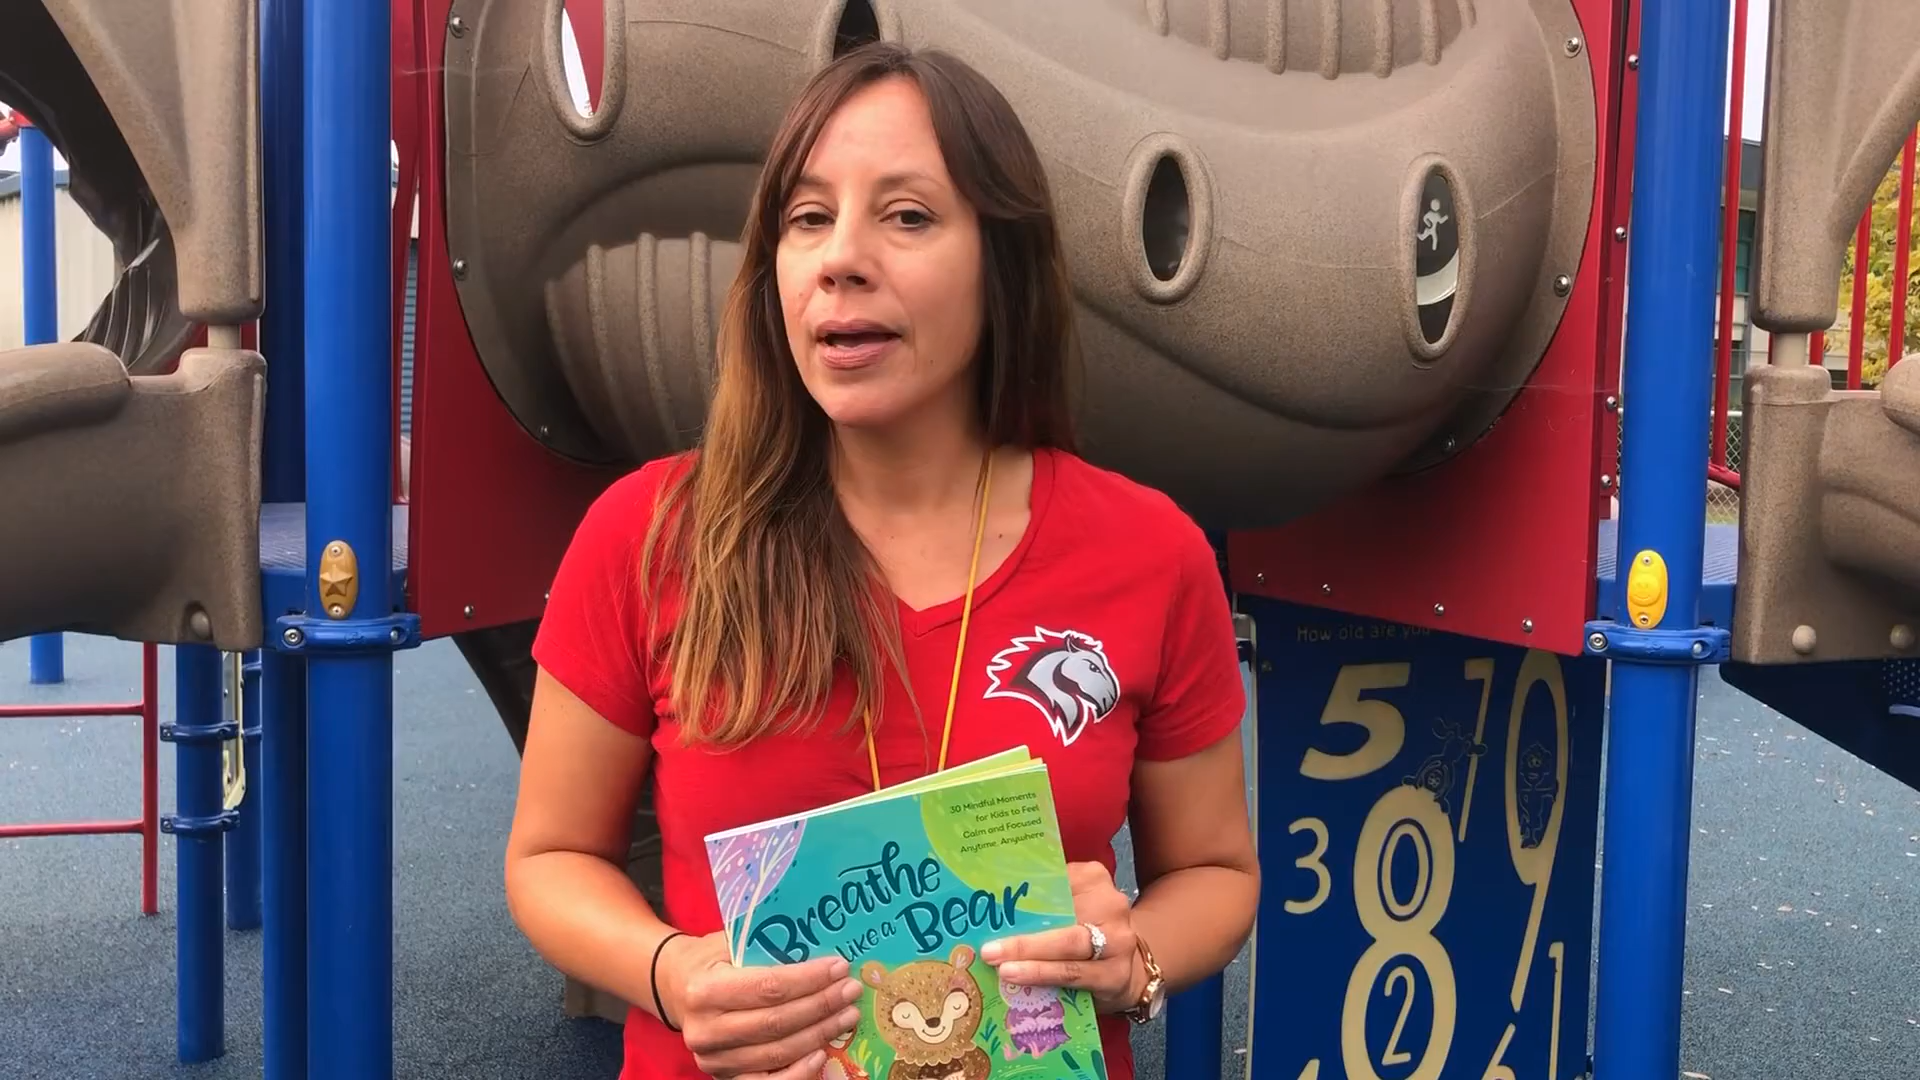 30 Mindful Moments
for Kids to Feel
Calm and Focused
Anytime, Anywhere
Breathe
like a Bear
How old are you
5 7 9
3 0
8
2 1
6